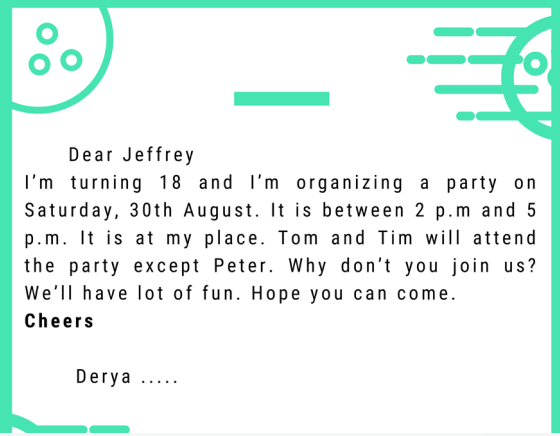 Dear Jeffrey
I’m turning 18 and I’m organizing a party on
Saturday, 30th August. It is between 2 p.m and 5
p.m. It is at my place. Tom and Tim will attend
the party except Peter. Why don’t you join us?
We’ll have lot of fun. Hope you can come.
Cheers
Derya .....